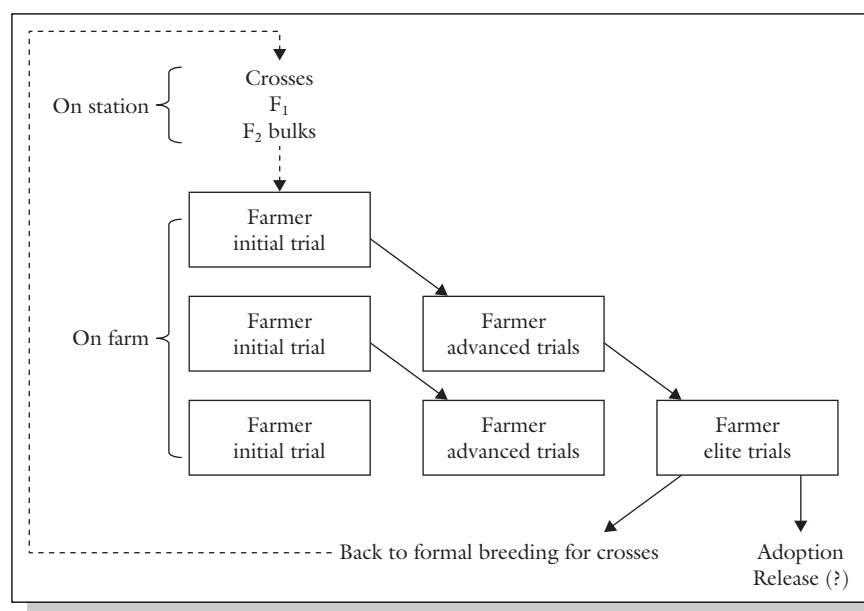 On station
Crosses
F₁
F₂ bulks
On farm
Farmer
initial trial
Farmer
initial trial
Farmer
advanced trials
Farmer
initial trial
Farmer
advanced trials
Farmer
elite trials
Back to formal breeding for crosses
Adoption
Release (?)